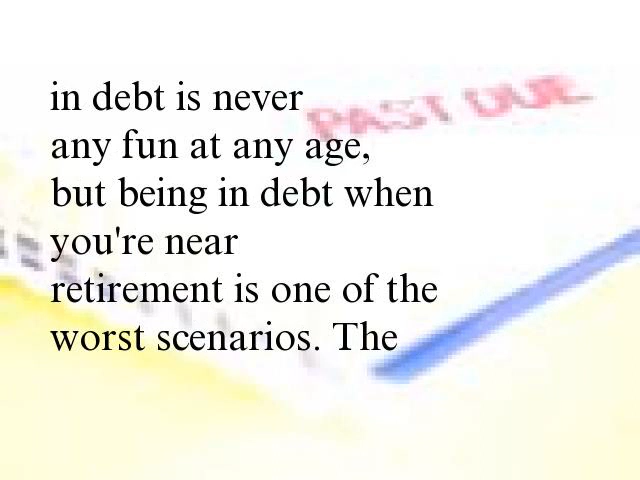 PAST DUE
in debt is never
any fun at any age,
but being in debt when
you're near
retirement is one of the
worst scenarios. The